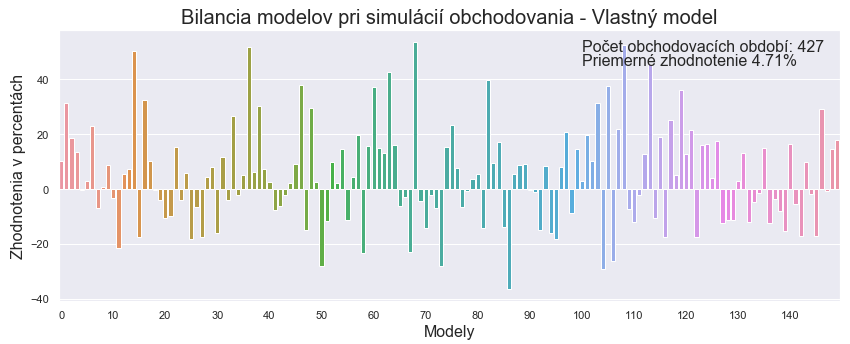 Bilancia modelov pri simulácií obchodovania - Vlastný model
Počet obchodovacích období: 427
Priemerné zhodnotenie 4.71%
Zhodnotenia v percentách
40
20
0
−20
−40
0 10 20 30 40 50 60 70 80 90 100 110 120 130 140
Modely